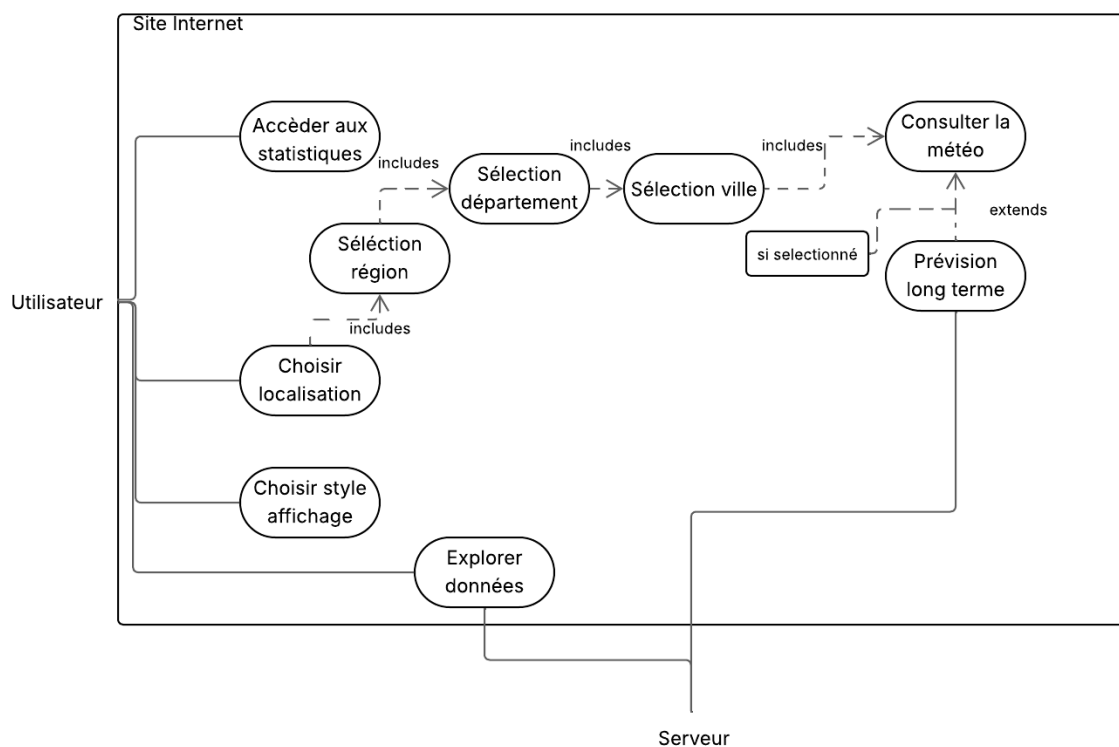 Site Internet
Accèder aux
statistiques
includes
Sélection
département
includes
Sélection ville
includes
Consulter la
météo
Séléction
région
si selectionné
extends
Prévision
long terme
Utilisateur
includes
Choisir
localisation
Choisir style
affichage
Explorer
données
Serveur